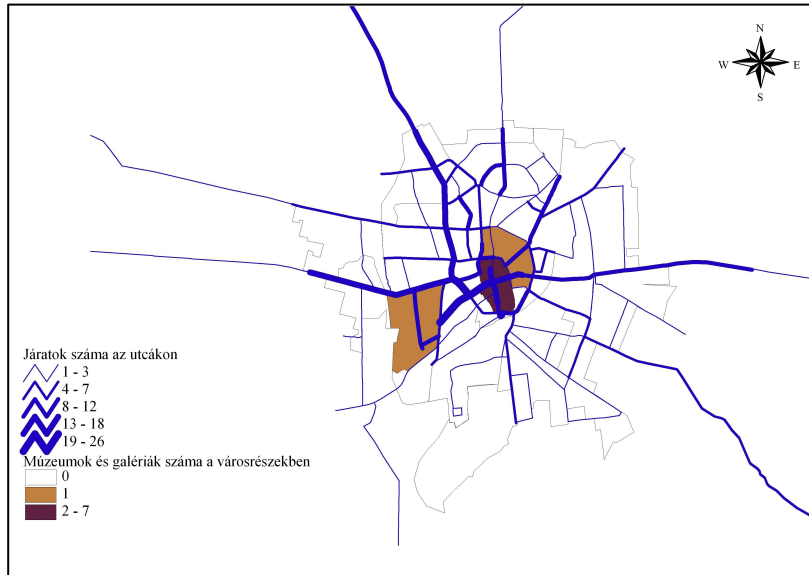 N
W E
S
Járatok száma az utcákon
1 - 3
4 - 7
8 - 12
13 - 18
19 - 26
Múzeumok és galériák száma a városrészekben
0
1
2 - 7